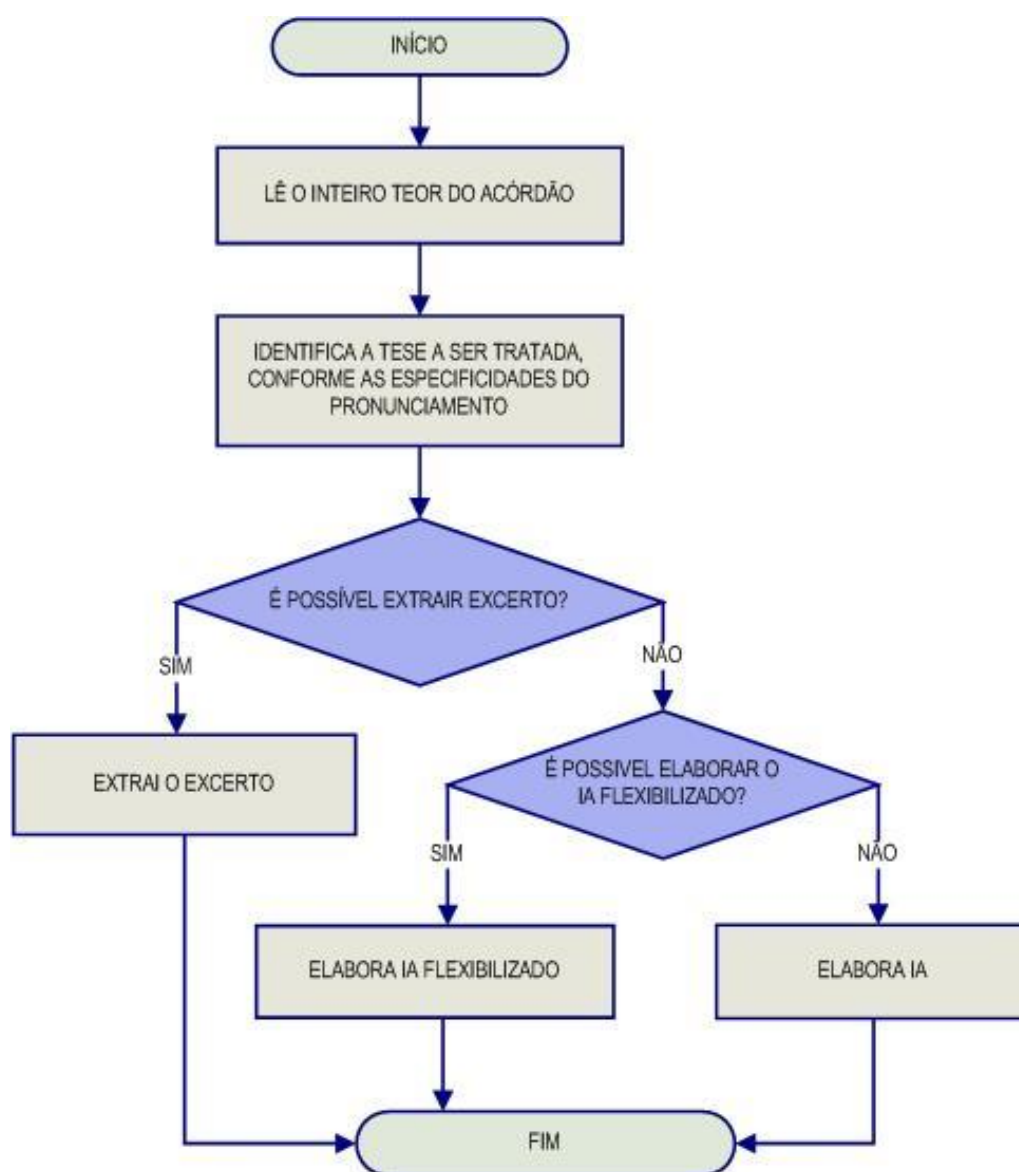 INÍCIO
LÊ O INTEIRO TEOR DO ACÓRDÃO
IDENTIFICA A TESE A SER TRATADA,
CONFORME AS ESPECIFICIDADES DO
PRONUNCIAMENTO
É POSSÍVEL EXTRAIR EXCERTO?
SIM
NÃO
EXTRAI O EXCERTO
É POSSIVEL ELABORAR O
IA FLEXIBILIZADO?
SIM
NÃO
ELABORA IA FLEXIBILIZADO
ELABORA IA
FIM